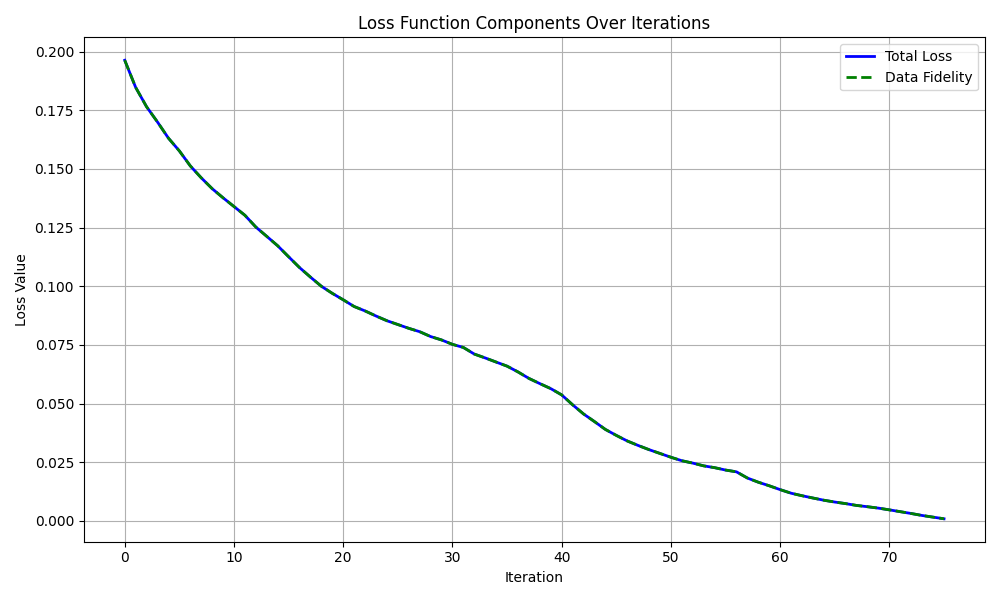 Loss Function Components Over Iterations
Total Loss
Data Fidelity
Loss Value
0.200
0.175
0.150
0.125
0.100
0.075
0.050
0.025
0.000
0 10 20 30 40 50 60 70
Iteration